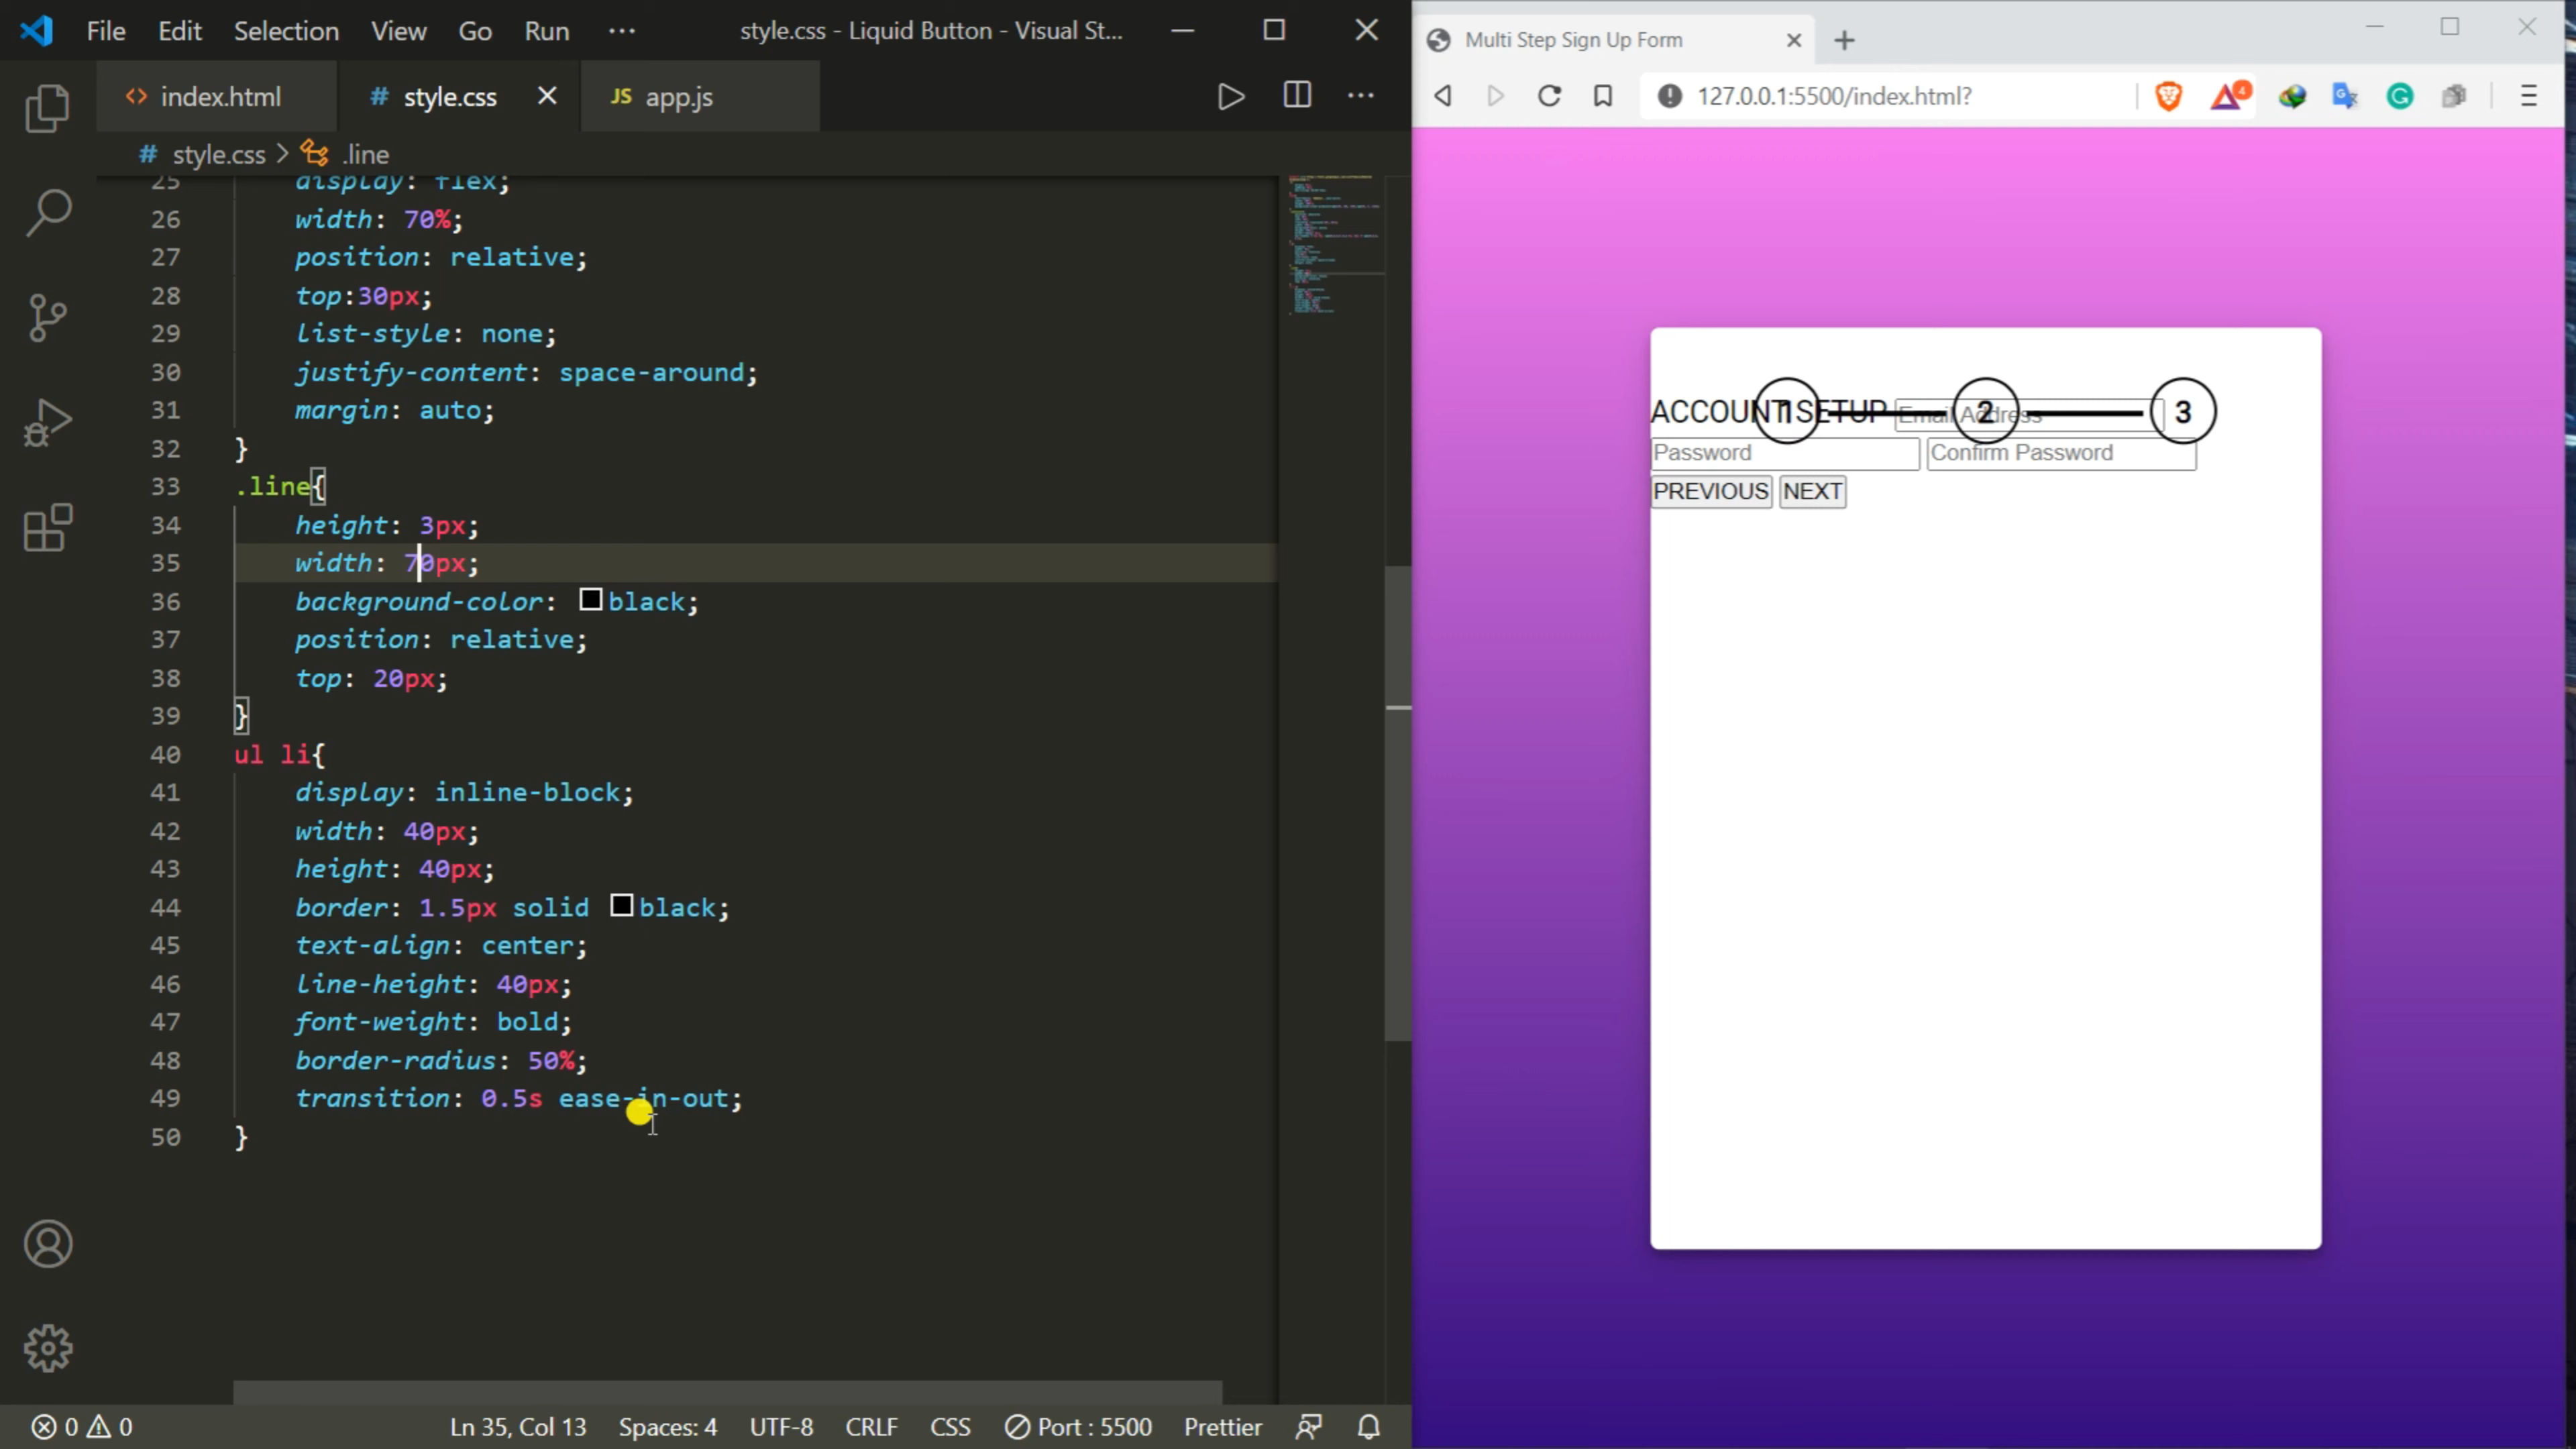 File Edit Selection View Go Run ··· style.css - Liquid Button - Visual St...
index.html # style.css JS app.js
# style.css > .line
25 display: flex;
26 width: 70%;
27 position: relative;
28 top:30px;
29 list-style: none;
30 justify-content: space-around;
31 margin: auto;
32 }
33 .line{
34 height: 3px;
35 width: 70px;
36 background-color: black;
37 position: relative;
38 top: 20px;
39 }
40 ul li{
41 display: inline-block;
42 width: 40px;
43 height: 40px;
44 border: 1.5px solid black;
45 text-align: center;
46 line-height: 40px;
47 font-weight: bold;
48 border-radius: 50%;
49 transition: 0.5s ease-in-out;
50 }
0 0 Ln 35, Col 13 Spaces: 4 UTF-8 CRLF CSS Port : 5500 Prettier
Multi Step Sign Up Form
127.0.0.1:5500/index.html? 4
1 2 3
ACCOUNT SETUP Email Address
Password Confirm Password
PREVIOUS NEXT